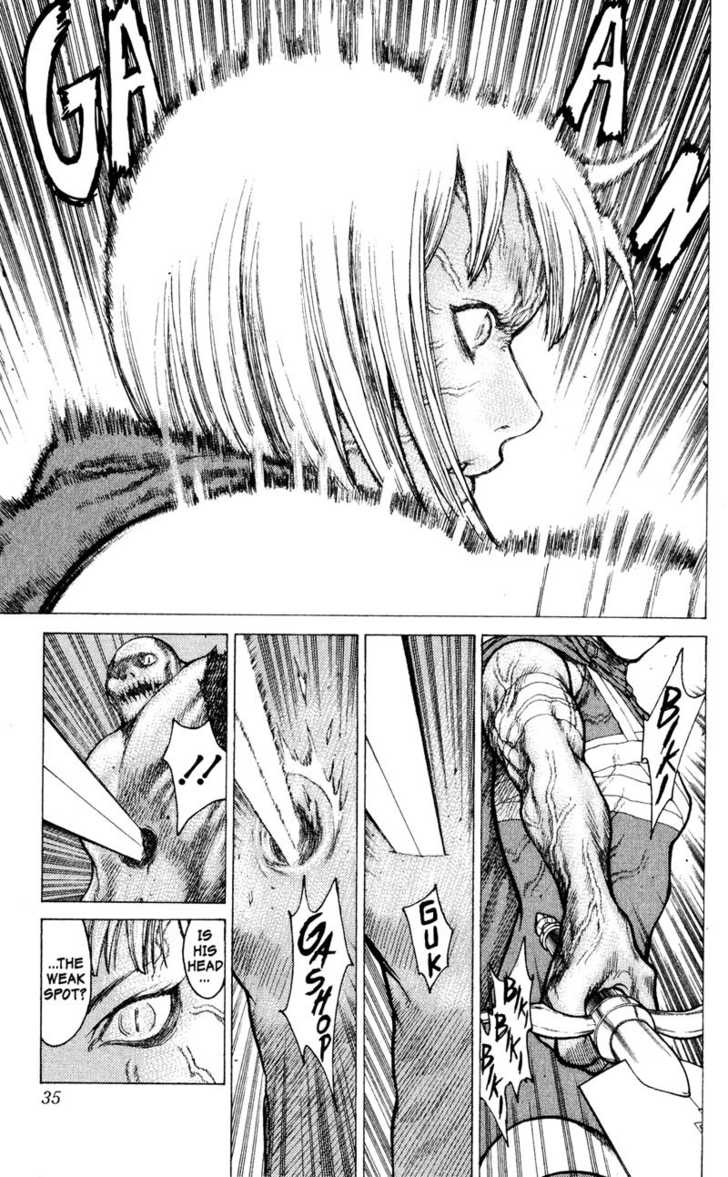 GA
A
N
BIKI
BIKI
BIKI
BIKI
GUK
GASHOP
!!
IS
HIS
HEAD
...
...THE
WEAK
SPOT?
35